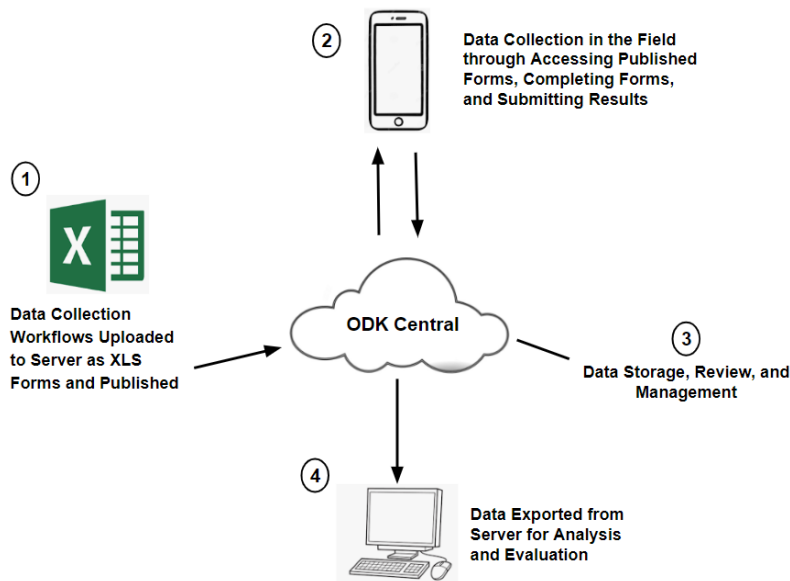 2
Data Collection in the Field
through Accessing Published
Forms, Completing Forms,
and Submitting Results
1
X
Data Collection
Workflows Uploaded
to Server as XLS
Forms and Published
ODK Central
3
Data Storage, Review, and
Management
4
Data Exported from
Server for Analysis
and Evaluation